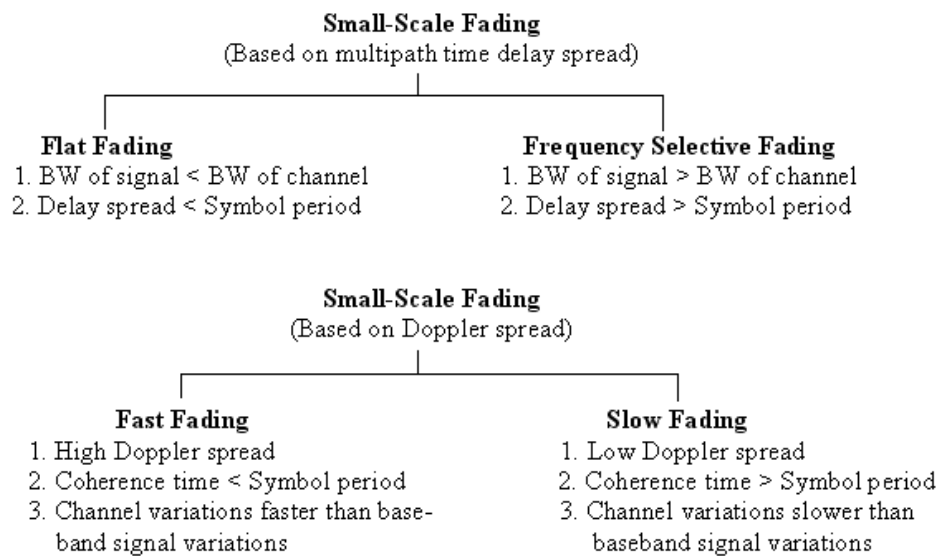 Small-Scale Fading
(Based on multipath time delay spread)
Flat Fading
1. BW of signal < BW of channel
2. Delay spread < Symbol period
Frequency Selective Fading
1. BW of signal > BW of channel
2. Delay spread > Symbol period
Small-Scale Fading
(Based on Doppler spread)
Fast Fading
1. High Doppler spread
2. Coherence time < Symbol period
3. Channel variations faster than base-
band signal variations
Slow Fading
1. Low Doppler spread
2. Coherence time > Symbol period
3. Channel variations slower than
baseband signal variations